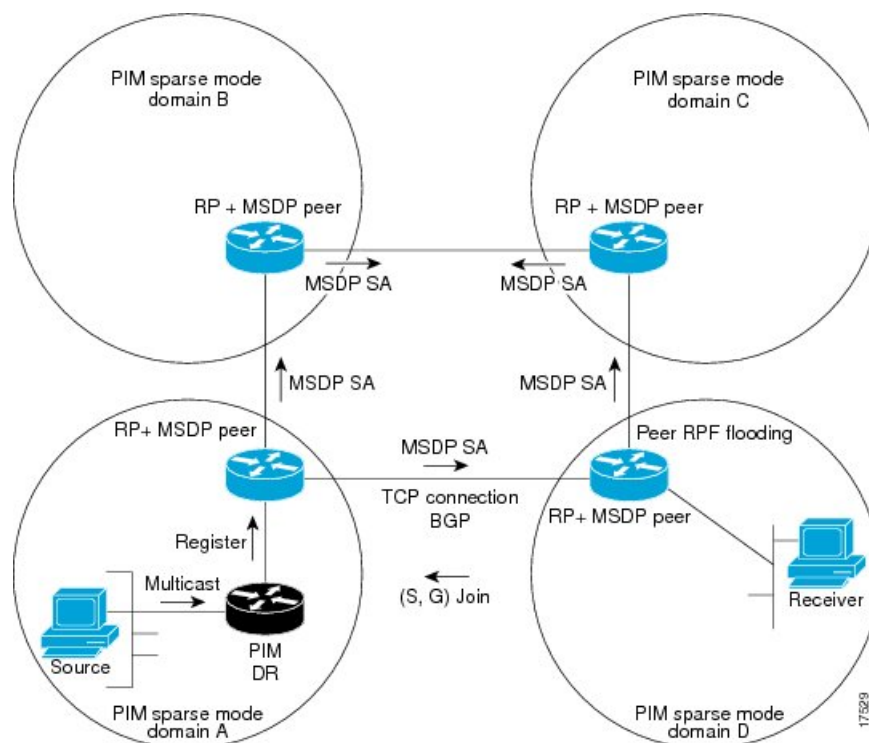 PIM sparse mode
domain B
PIM sparse mode
domain C
RP + MSDP peer
RP + MSDP peer
MSDP SA
MSDP SA
MSDP SA
MSDP SA
RP+ MSDP peer
MSDP SA
Peer RPF flooding
TCP connection
BGP
RP+ MSDP peer
Register
Multicast
(S, G) Join
Receiver
Source
PIM
DR
PIM sparse mode
domain A
PIM sparse mode
domain D
17529